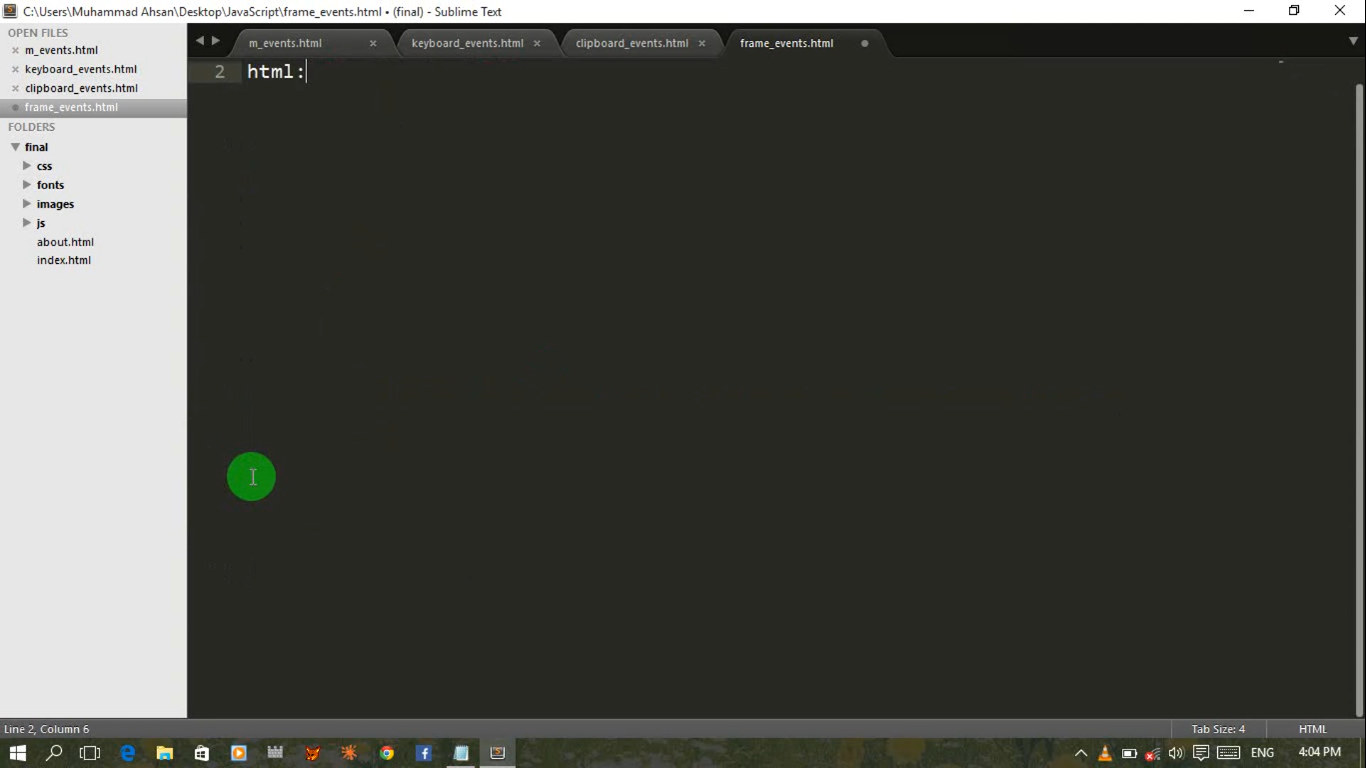 C:\Users\Muhammad Ahsan\Desktop\JavaScript\frame_events.html • (final) - Sublime Text
OPEN FILES
m_events.html
keyboard_events.html
clipboard_events.html
frame_events.html
FOLDERS
final
css
fonts
images
js
about.html
index.html
m_events.html
keyboard_events.html
clipboard_events.html
frame_events.html
2 html:
Line 2, Column 6
Tab Size: 4
HTML
ENG
4:04 PM